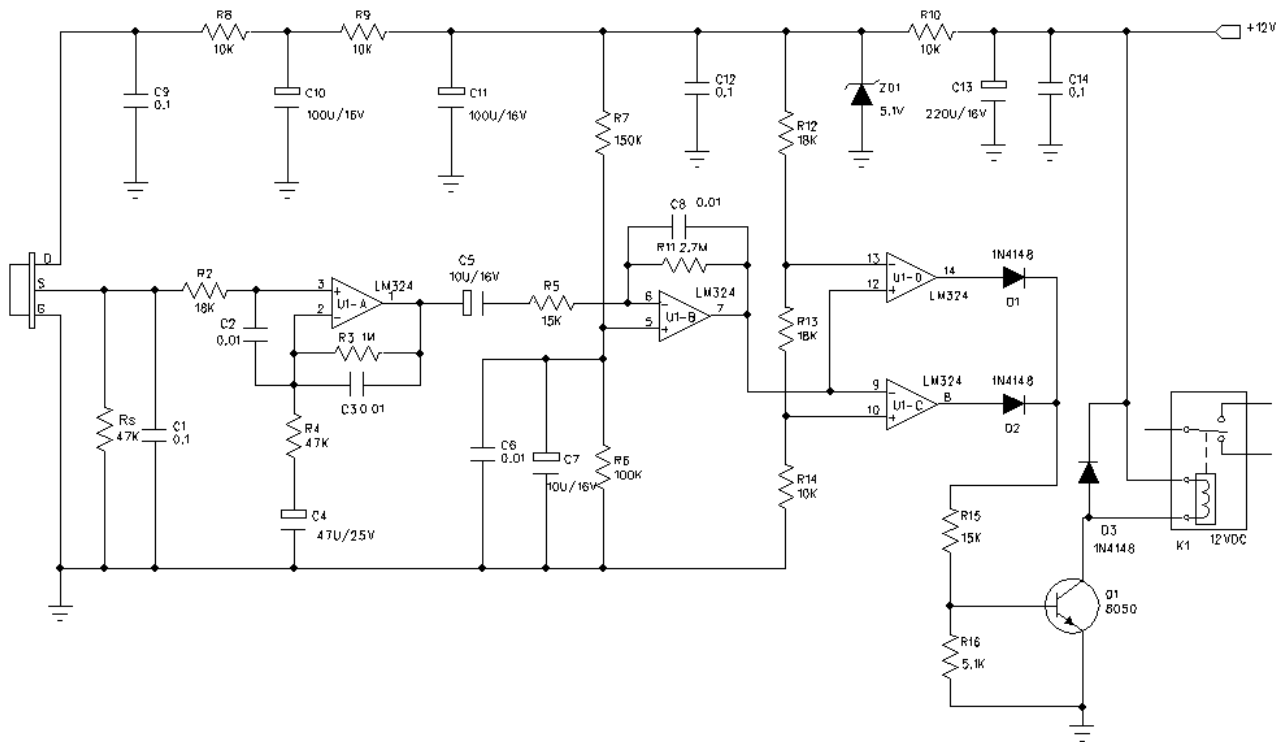 R8
10K
R9
10K
R10
10K
+12V
C9
0.1
C10
100U/16V
C11
100U/16V
C12
0.1
ZD1
5.1V
C13
220U/16V
C14
0.1
R7
150K
R12
18K
C8 0.01
R11 2.7M
D
S
G
R2
18K
C2
0.01
3
2
1
+
-
U1-A
LM324
R3 1M
C3 0.01
C5
10U/16V
R5
15K
6
5
7
-
+
U1-B
LM324
R13
18K
13
12
14
-
+
U1-D
LM324
1N4148
D1
9
10
8
-
+
U1-C
LM324
1N4148
D2
Rs
47K
C1
0.1
R4
47K
C4
47U/25V
C6
0.01
C7
10U/16V
R6
100K
R14
10K
R15
15K
D3
1N4148
K1
12VDC
Q1
8050
R16
5.1K